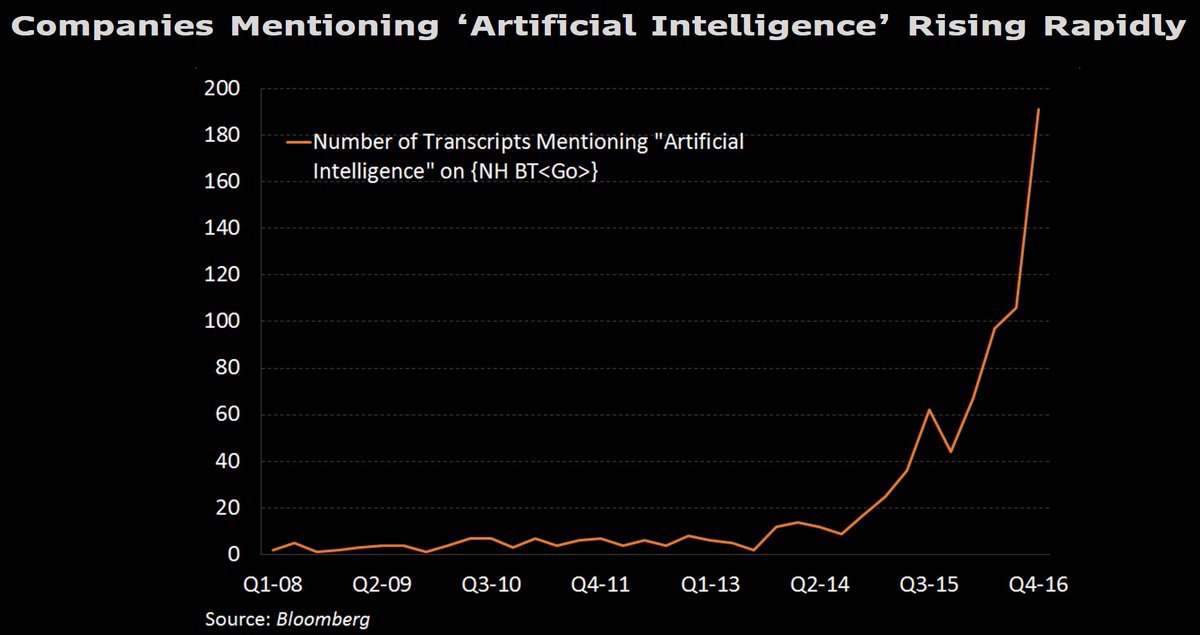 Companies Mentioning ‘Artificial Intelligence’ Rising Rapidly
200
180
160
140
120
100
80
60
40
20
0
Number of Transcripts Mentioning "Artificial
Intelligence" on {NH BT<Go>}
Q1-08 Q2-09 Q3-10 Q4-11 Q1-13 Q2-14 Q3-15 Q4-16
Source: Bloomberg